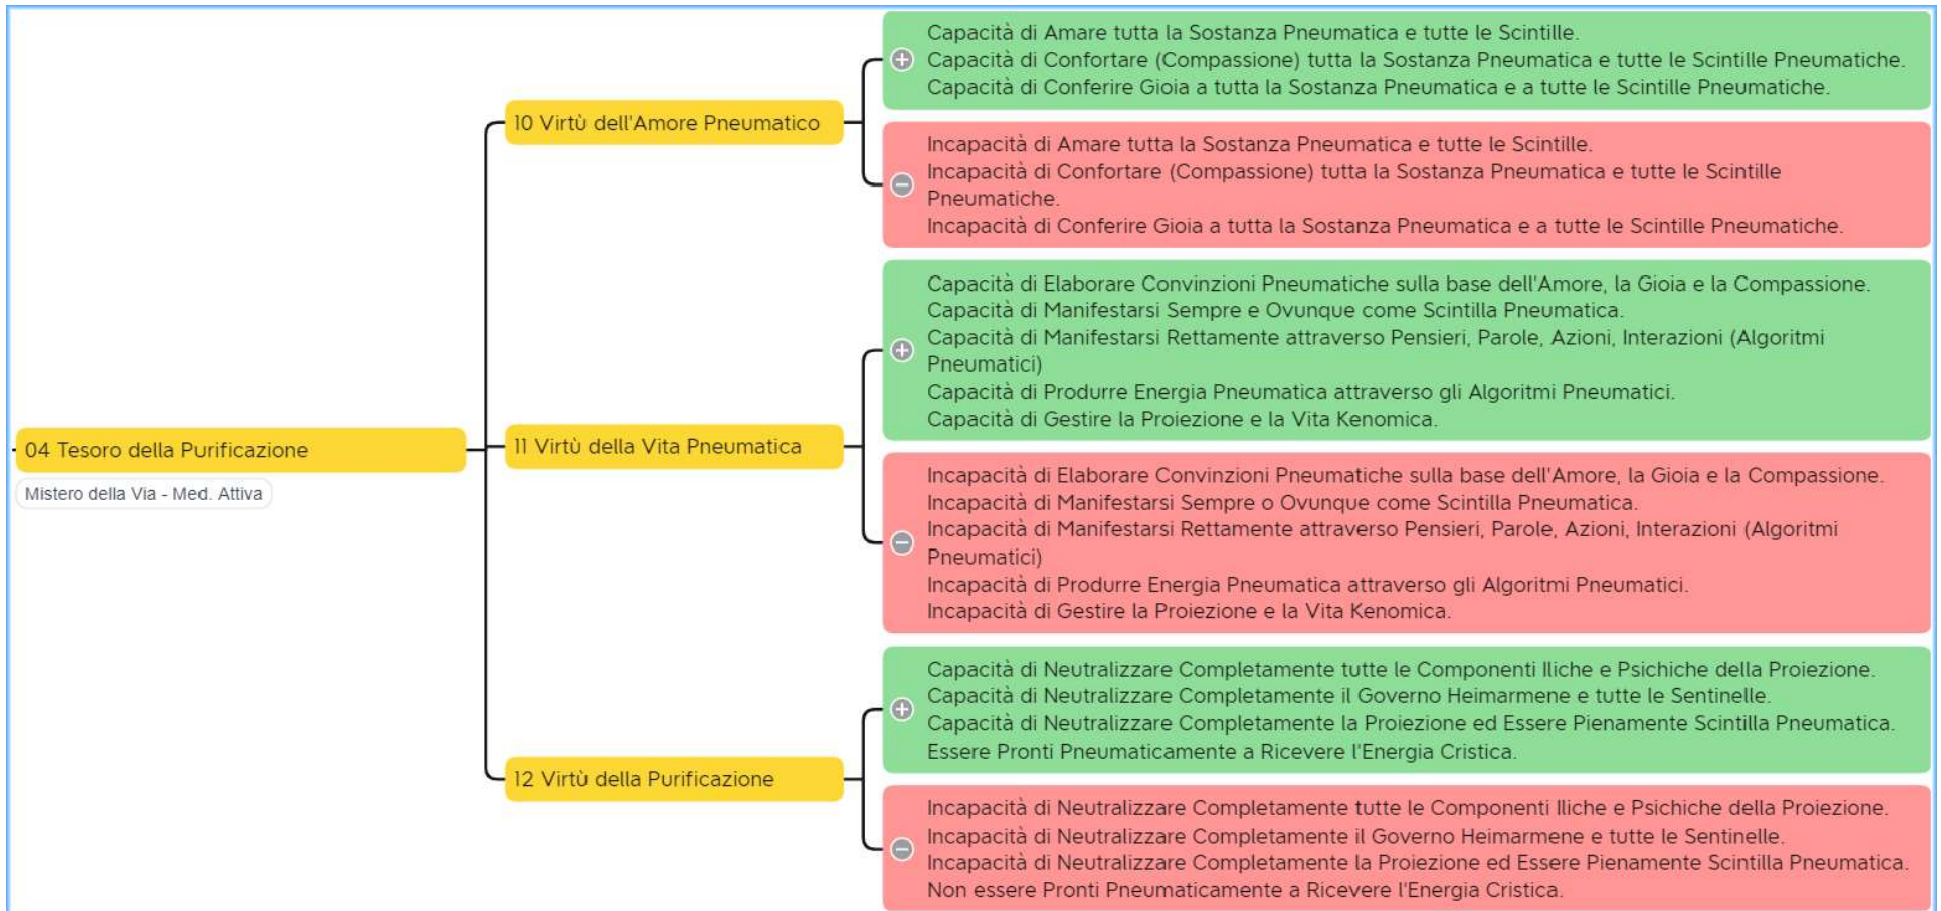 04 Tesoro della Purificazione
Mistero della Via - Med. Attiva
10 Virtù dell'Amore Pneumatico
Capacità di Amare tutta la Sostanza Pneumatica e tutte le Scintille.
Capacità di Confortare (Compassione) tutta la Sostanza Pneumatica e tutte le Scintille Pneumatiche.
Capacità di Conferire Gioia a tutta la Sostanza Pneumatica e a tutte le Scintille Pneumatiche.
Incapacità di Amare tutta la Sostanza Pneumatica e tutte le Scintille.
Incapacità di Confortare (Compassione) tutta la Sostanza Pneumatica e tutte le Scintille
Pneumatiche.
Incapacità di Conferire Gioia a tutta la Sostanza Pneumatica e a tutte le Scintille Pneumatiche.
11 Virtù della Vita Pneumatica
Capacità di Elaborare Convinzioni Pneumatiche sulla base dell'Amore, la Gioia e la Compassione.
Capacità di Manifestarsi Sempre e Ovunque come Scintilla Pneumatica.
Capacità di Manifestarsi Rettamente attraverso Pensieri, Parole, Azioni, Interazioni (Algoritmi
Pneumatici)
Capacità di Produrre Energia Pneumatica attraverso gli Algoritmi Pneumatici.
Capacità di Gestire la Proiezione e la Vita Kenomica.
Incapacità di Elaborare Convinzioni Pneumatiche sulla base dell'Amore, la Gioia e la Compassione.
Incapacità di Manifestarsi Sempre o Ovunque come Scintilla Pneumatica.
Incapacità di Manifestarsi Rettamente attraverso Pensieri, Parole, Azioni, Interazioni (Algoritmi
Pneumatici)
Incapacità di Produrre Energia Pneumatica attraverso gli Algoritmi Pneumatici.
Incapacità di Gestire la Proiezione e la Vita Kenomica.
12 Virtù della Purificazione
Capacità di Neutralizzare Completamente tutte le Componenti Iliche e Psichiche della Proiezione.
Capacità di Neutralizzare Completamente il Governo Heimarmene e tutte le Sentinelle.
Capacità di Neutralizzare Completamente la Proiezione ed Essere Pienamente Scintilla Pneumatica.
Essere Pronti Pneumaticamente a Ricevere l'Energia Cristica.
Incapacità di Neutralizzare Completamente tutte le Componenti Iliche e Psichiche della Proiezione.
Incapacità di Neutralizzare Completamente il Governo Heimarmene e tutte le Sentinelle.
Incapacità di Neutralizzare Completamente la Proiezione ed Essere Pienamente Scintilla Pneumatica.
Non essere Pronti Pneumaticamente a Ricevere l'Energia Cristica.